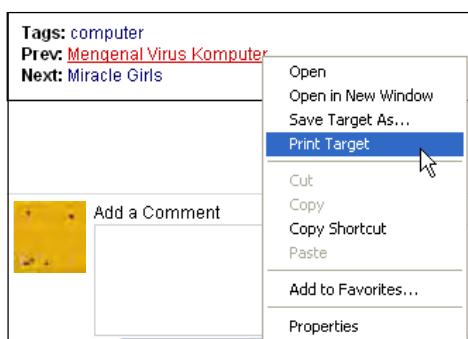 Tags: computer
Prev: Mengenal Virus Komputer
Next: Miracle Girls
Open
Open in New Window
Save Target As...
Print Target
Cut
Copy
Copy Shortcut
Paste
Add to Favorites...
Properties
Add a Comment